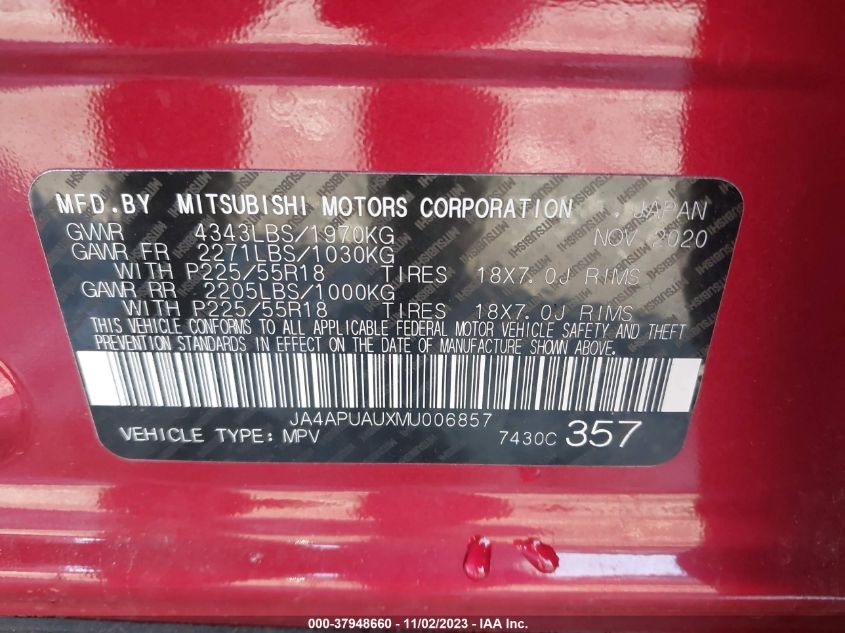 MFD.BY MITSUBISHI MOTORS CORPORATION , JAPAN
GVWR 4343LBS/1970KG NOV.2020
GAWR FR 2271LBS/1030KG
WITH P225/55R18 TIRES 18X7.0J RIMS
GAWR RR 2205LBS/1000KG
WITH P225/55R18 TIRES 18X7.0J RIMS
THIS VEHICLE CONFORMS TO ALL APPLICABLE FEDERAL MOTOR VEHICLE SAFETY AND THEFT
PREVENTION STANDARDS IN EFFECT ON THE DATE OF MANUFACTURE SHOWN ABOVE.
JA4APUAUXMU006857
VEHICLE TYPE:MPV 7430C 357
000-37948660 - 11/02/2023 - IAA Inc.